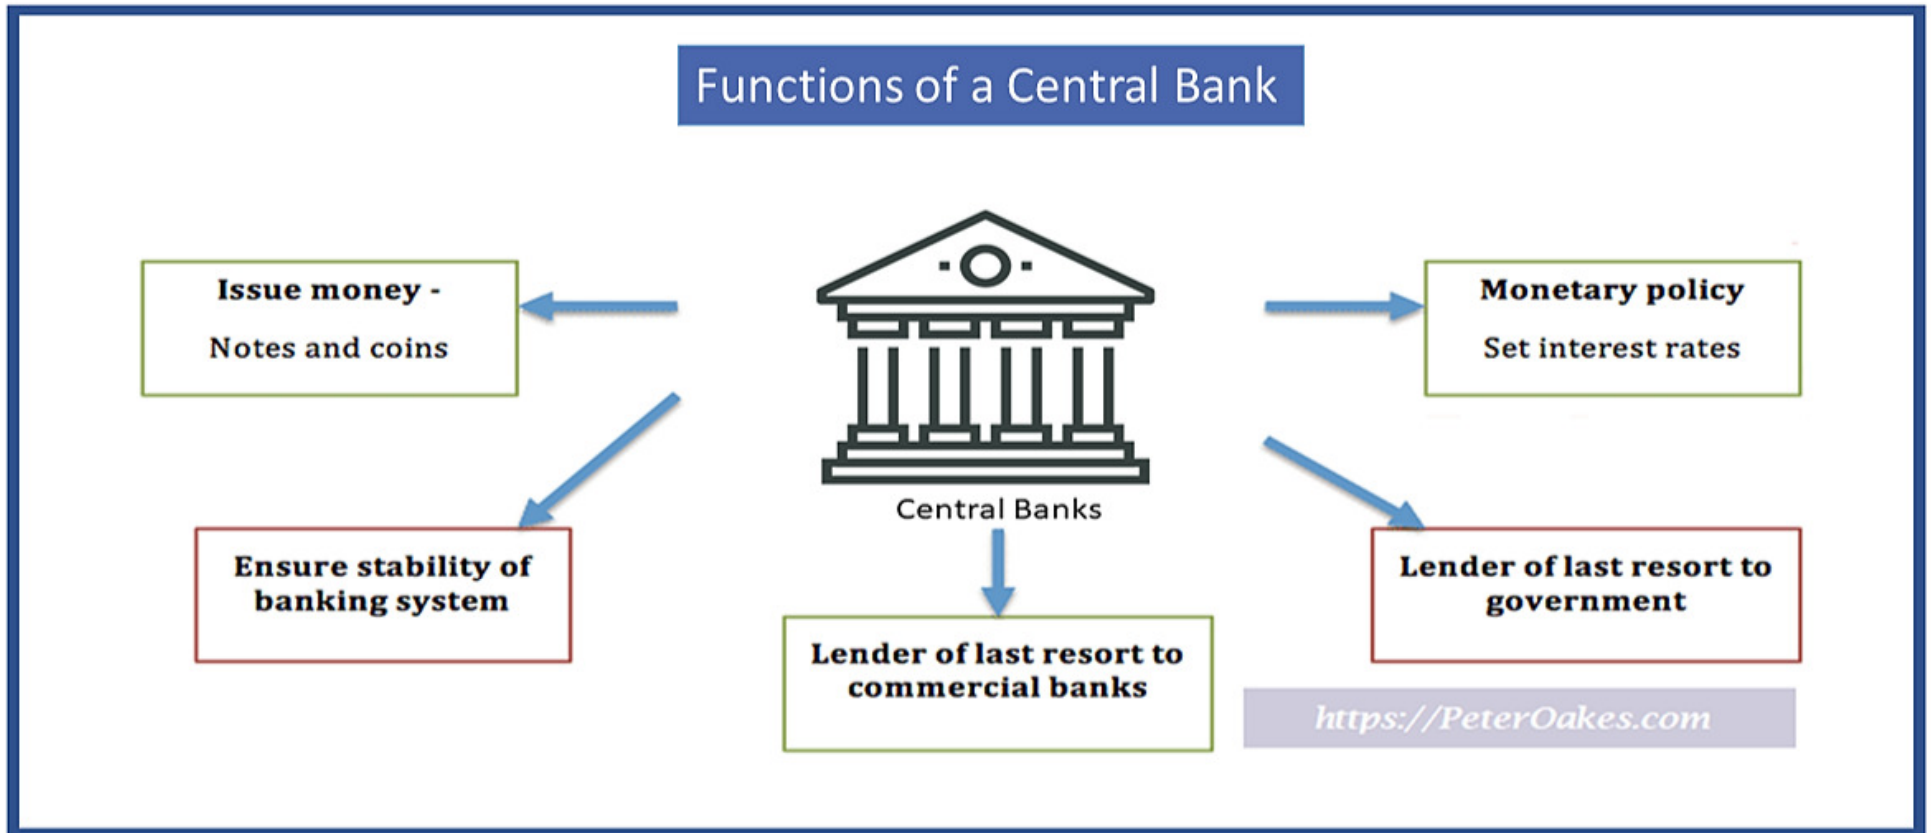 Functions of a Central Bank
Issue money -
Notes and coins
Monetary policy
Set interest rates
Central Banks
Ensure stability of
banking system
Lender of last resort to
commercial banks
Lender of last resort to
government
https://PeterOakes.com